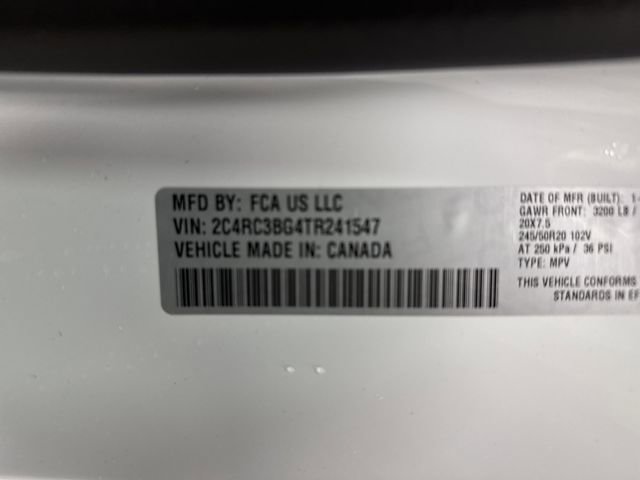 MFD BY: FCA US LLC
VIN: 2C4RC3BG4TR241547
VEHICLE MADE IN: CANADA
DATE OF MFR (BUILT): 1-
GAWR FRONT: 3200 LB /
20X7.5
245/50R20 102V
AT 250 kPa / 36 PSI
TYPE: MPV
THIS VEHICLE CONFORMS
STANDARDS IN EF